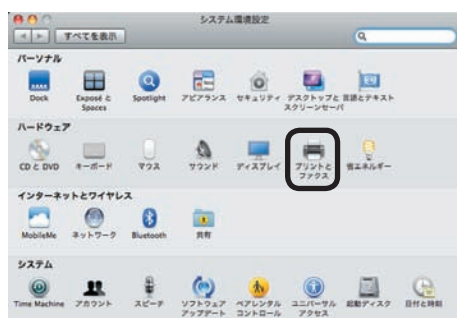 システム環境設定
すべてを表示
パーソナル
Dock
Exposé と
Spaces
Spotlight
アピアランス
セキュリティ
デスクトップと
スクリーンセーバ
言語とテキスト
ハードウェア
CD と DVD
キーボード
マウス
サウンド
ディスプレイ
プリントと
ファクス
省エネルギー
インターネットとワイヤレス
MobileMe
ネットワーク
Bluetooth
共有
システム
Time Machine
アカウント
スピーチ
ソフトウェア
アップデート
ペアレンタル
コントロール
ユニバーサル
アクセス
起動ディスク
日付と時刻